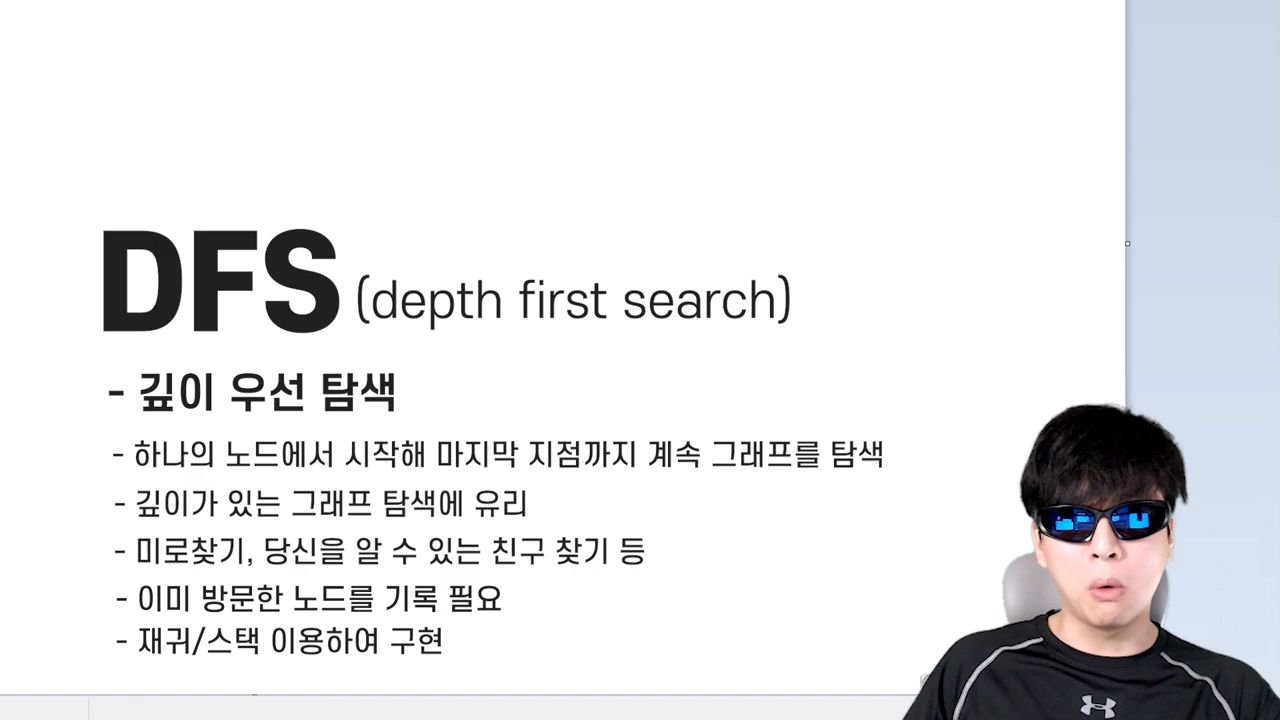 DFS (depth first search)
- 깊이 우선 탐색
- 하나의 노드에서 시작해 마지막 지점까지 계속 그래프를 탐색
- 깊이가 있는 그래프 탐색에 유리
- 미로찾기, 당신을 알 수 있는 친구 찾기 등
- 이미 방문한 노드를 기록 필요
- 재귀/스택 이용하여 구현